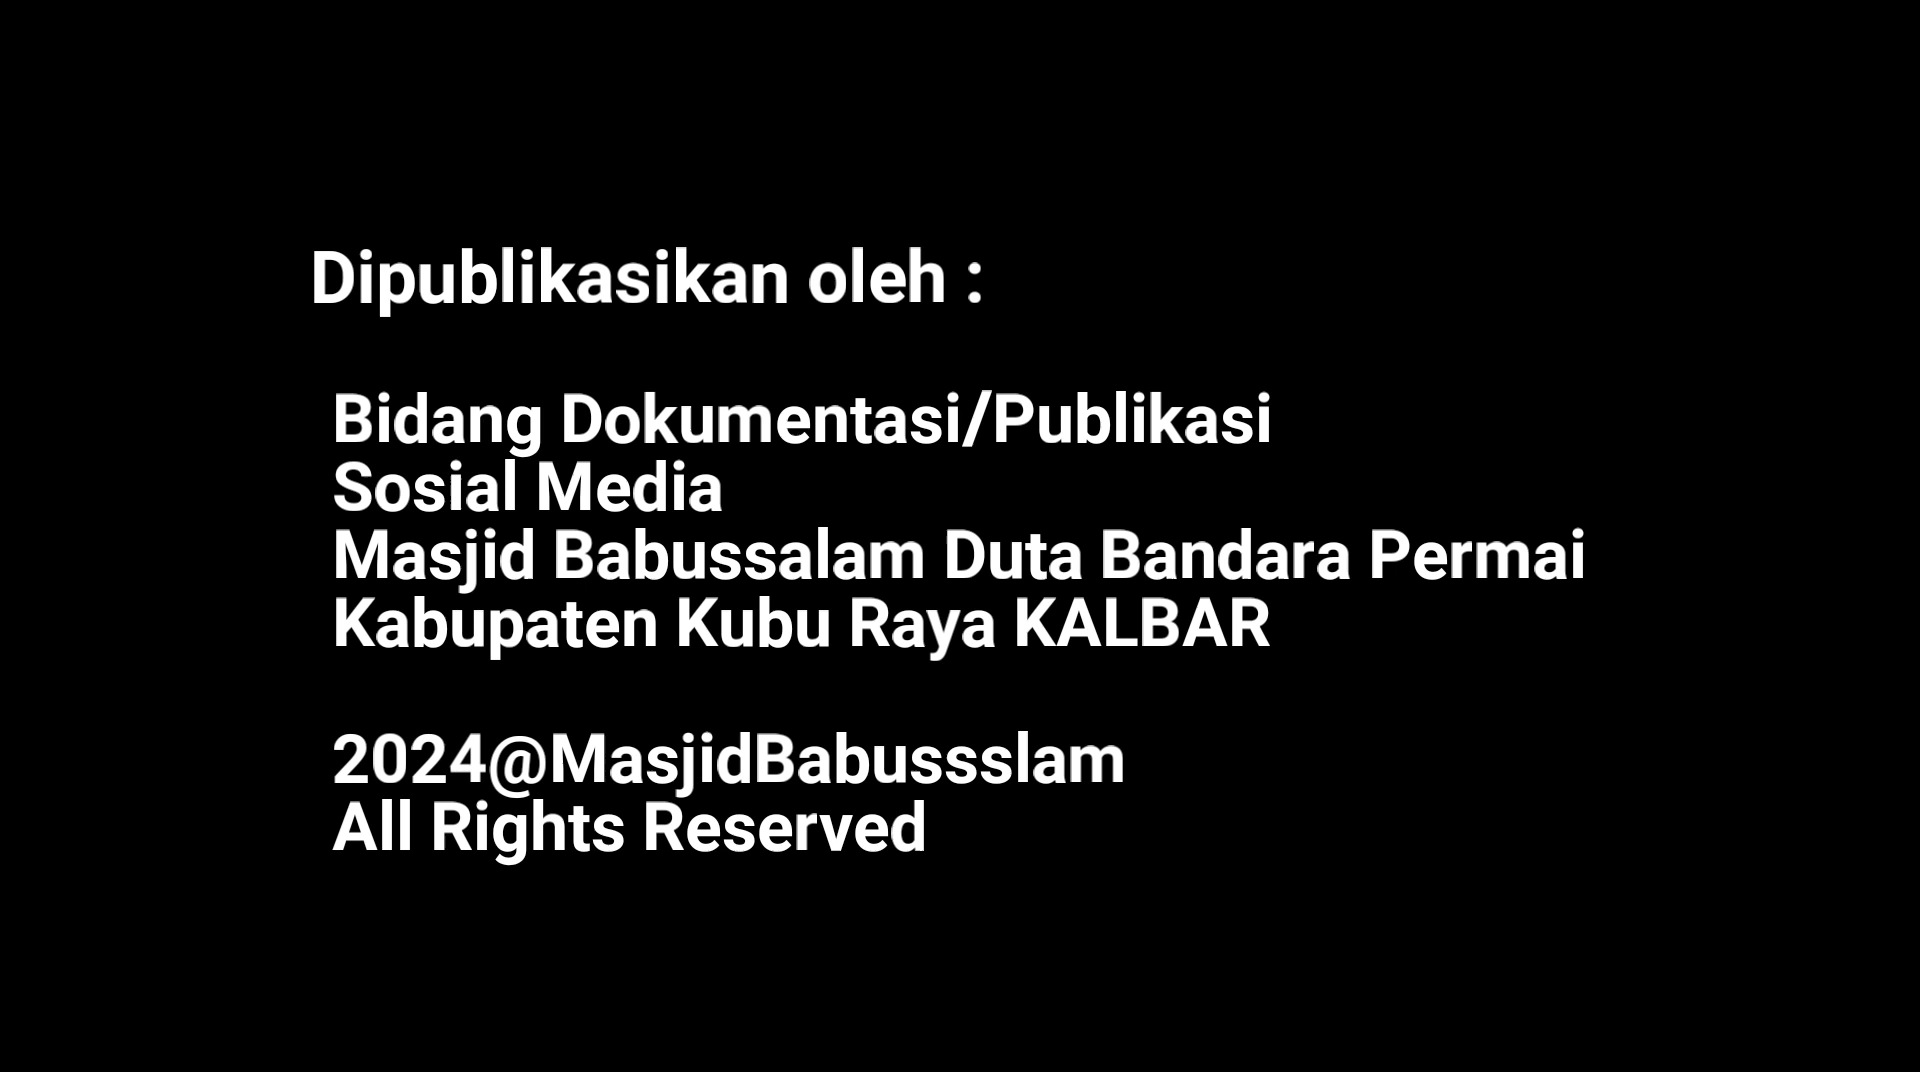 Dipublikasikan oleh :
Bidang Dokumentasi/Publikasi
Sosial Media
Masjid Babussalam Duta Bandara Permai
Kabupaten Kubu Raya KALBAR
2024@MasjidBabussslam
All Rights Reserved